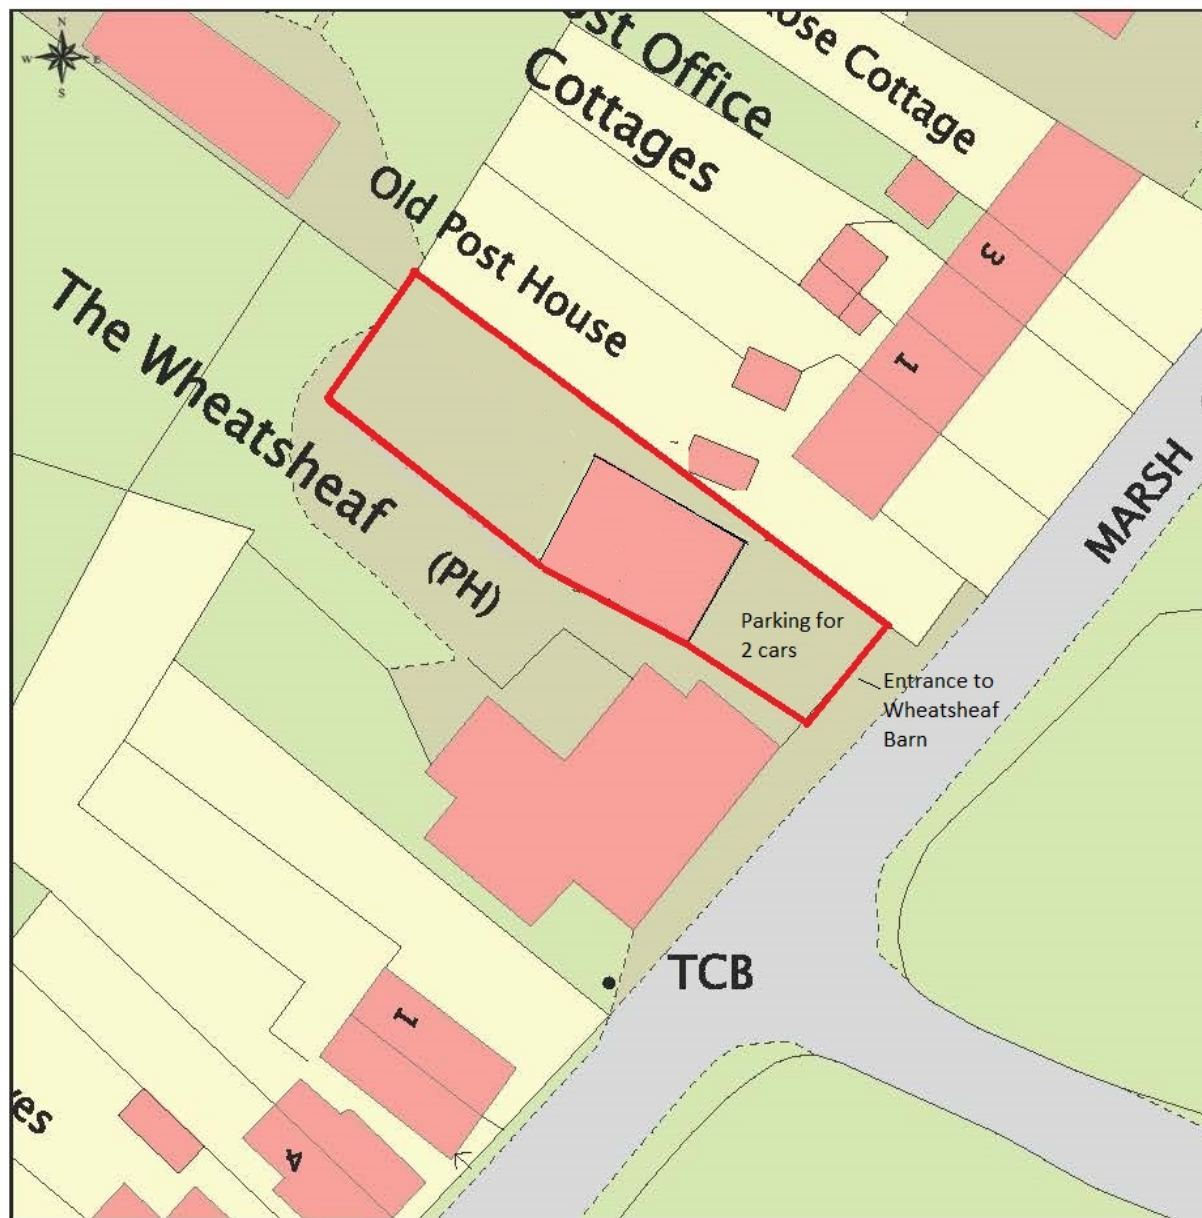 N
W E
S
st Office
Cottages
ose Cottage
Old Post House
3
1
The Wheatsheaf
(PH)
MARSH
Parking for
2 cars
Entrance to
Wheatsheaf
Barn
TCB
1
4
es